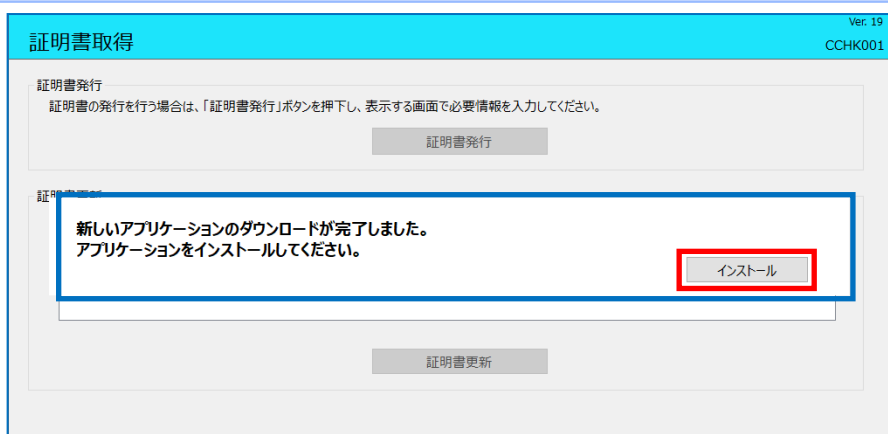 Ver. 19
証明書取得
CCHK001
証明書発行
証明書の発行を行う場合は、「証明書発行」ボタンを押下し、表示する画面で必要情報を入力してください。
証明書発行
証明書更新
新しいアプリケーションのダウンロードが完了しました。
アプリケーションをインストールしてください。
インストール
証明書更新